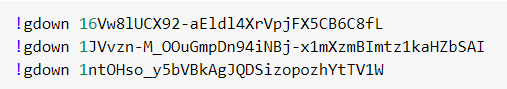 !gdown 16Vw8lUCX92-aEldl4XrVpjFX5CB6C8fL
!gdown 1JVvzn-M_OOuGmpDn94iNBj-x1mXzmBImtz1kaHZbSAI
!gdown 1ntOHso_y5bVBkAgJQDSizopozhYtTV1W